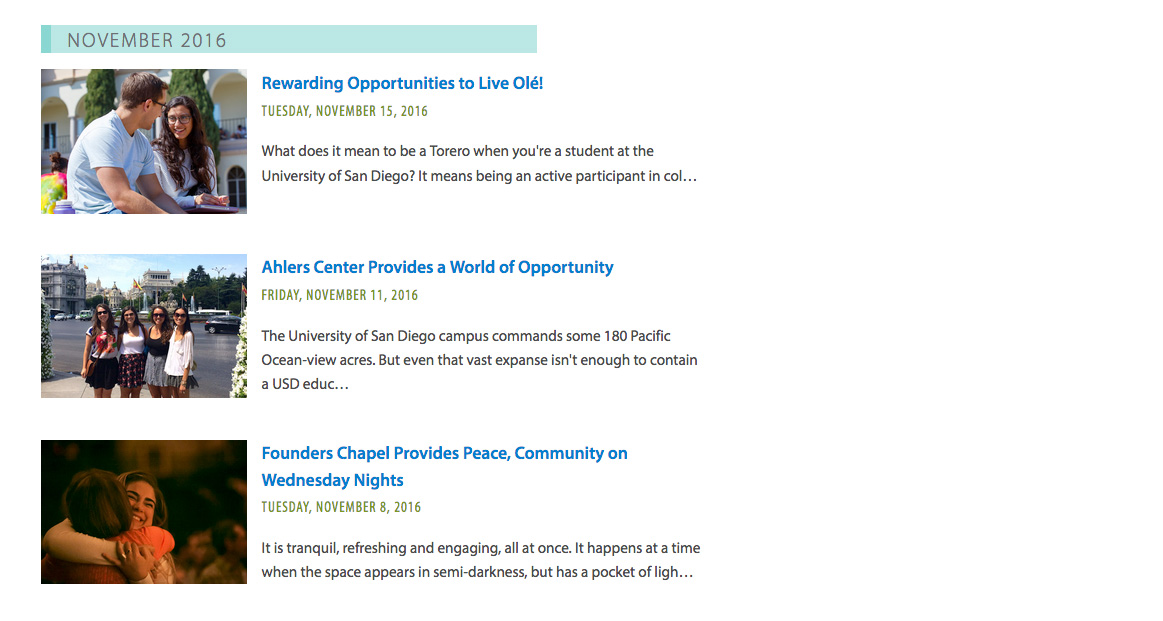 NOVEMBER 2016
Rewarding Opportunities to Live Olé!
TUESDAY, NOVEMBER 15, 2016
What does it mean to be a Torero when you're a student at the
University of San Diego? It means being an active participant in col…
Ahlers Center Provides a World of Opportunity
FRIDAY, NOVEMBER 11, 2016
The University of San Diego campus commands some 180 Pacific
Ocean-view acres. But even that vast expanse isn't enough to contain
a USD educ…
Founders Chapel Provides Peace, Community on
Wednesday Nights
TUESDAY, NOVEMBER 8, 2016
It is tranquil, refreshing and engaging, all at once. It happens at a time
when the space appears in semi-darkness, but has a pocket of ligh…